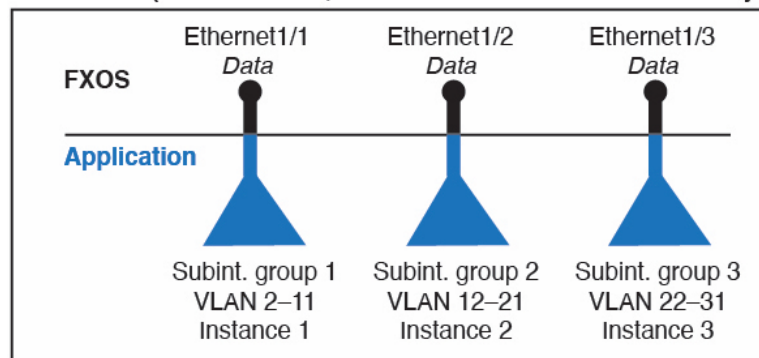 Ethernet1/1 Ethernet1/2 Ethernet1/3
Data Data Data
FXOS
Application
Subint. group 1 Subint. group 2 Subint. group 3
VLAN 2–11 VLAN 12–21 VLAN 22–31
Instance 1 Instance 2 Instance 3